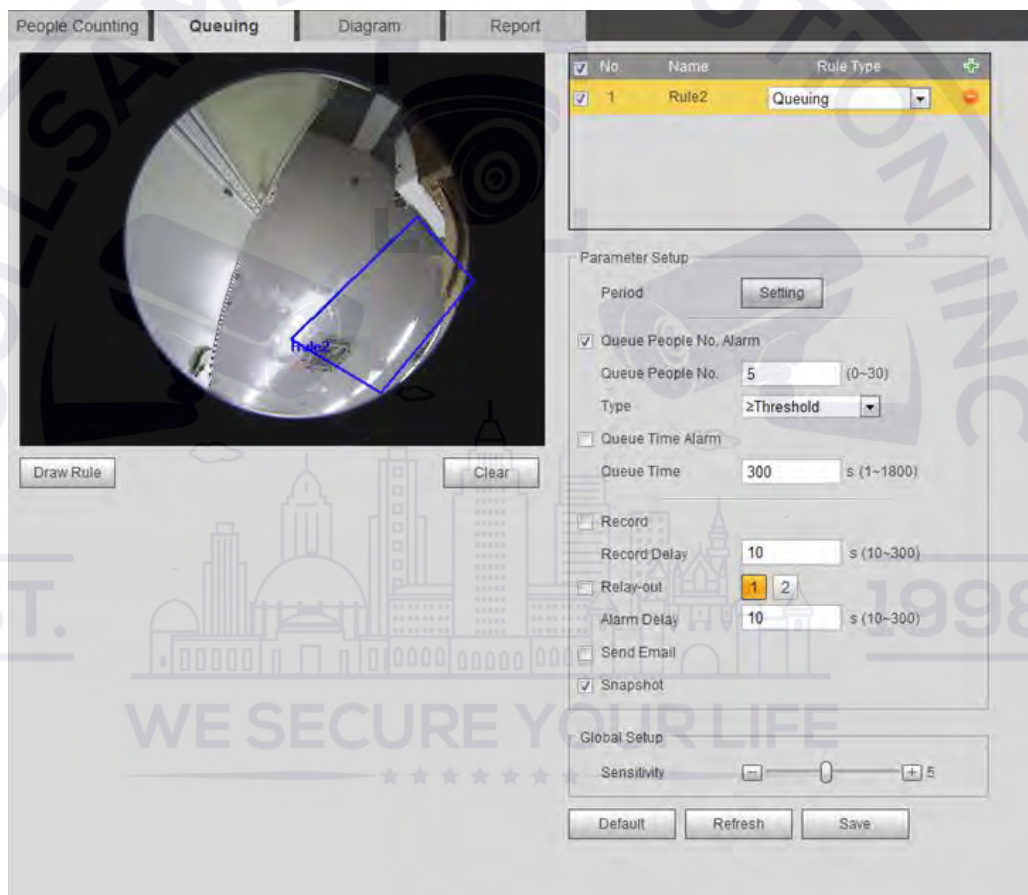 People Counting Queuing Diagram Report
No. Name Rule Type
1 Rule2 Queuing
Rule2
Draw Rule Clear
Parameter Setup
Period Setting
Queue People No. Alarm
Queue People No. 5 (0~30)
Type ≥Threshold
Queue Time Alarm
Queue Time 300 s (1~1800)
Record
Record Delay 10 s (10~300)
Relay-out 1 2
Alarm Delay 10 s (10~300)
Send Email
Snapshot
Global Setup
Sensitivity 5
Default Refresh Save
1998
WE SECURE YOUR LIFE